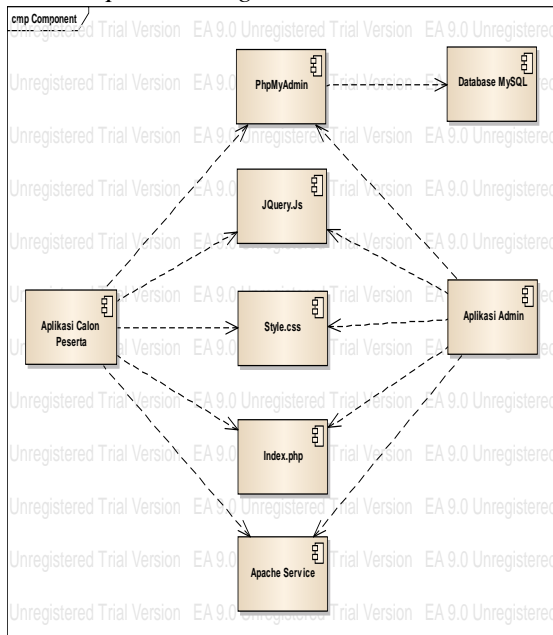 cmp Component
PhpMyAdmin
Database MySQL
JQuery.Js
Aplikasi Calon
Peserta
Style.css
Aplikasi Admin
Index.php
Apache Service
Unregistered Trial Version EA 9.0 Unregistered Trial Version EA 9.0 Unregistered